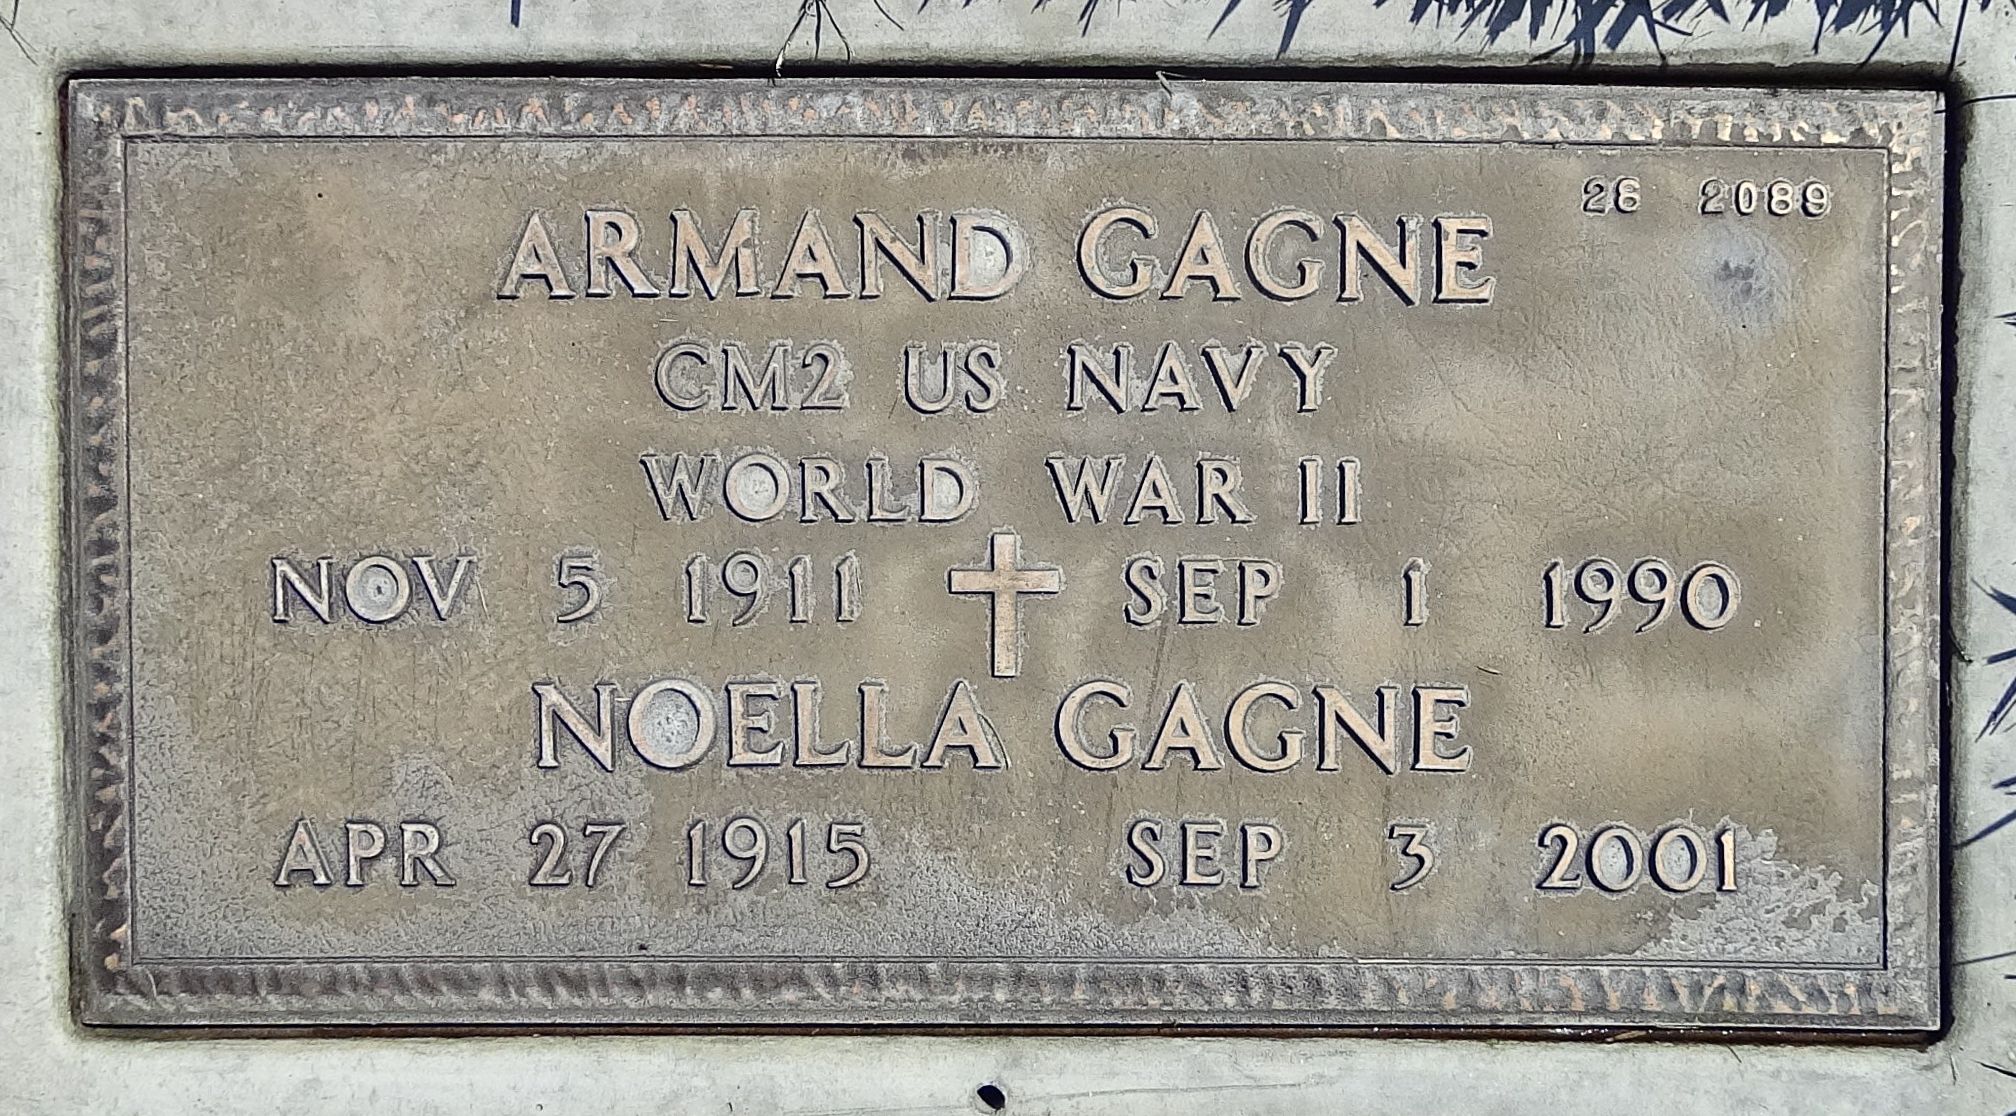 26 2089
ARMAND GAGNE
CM2 US NAVY
WORLD WAR II
NOV 5 1911 SEP 1 1990
NOELLA GAGNE
APR 27 1915 SEP 3 2001